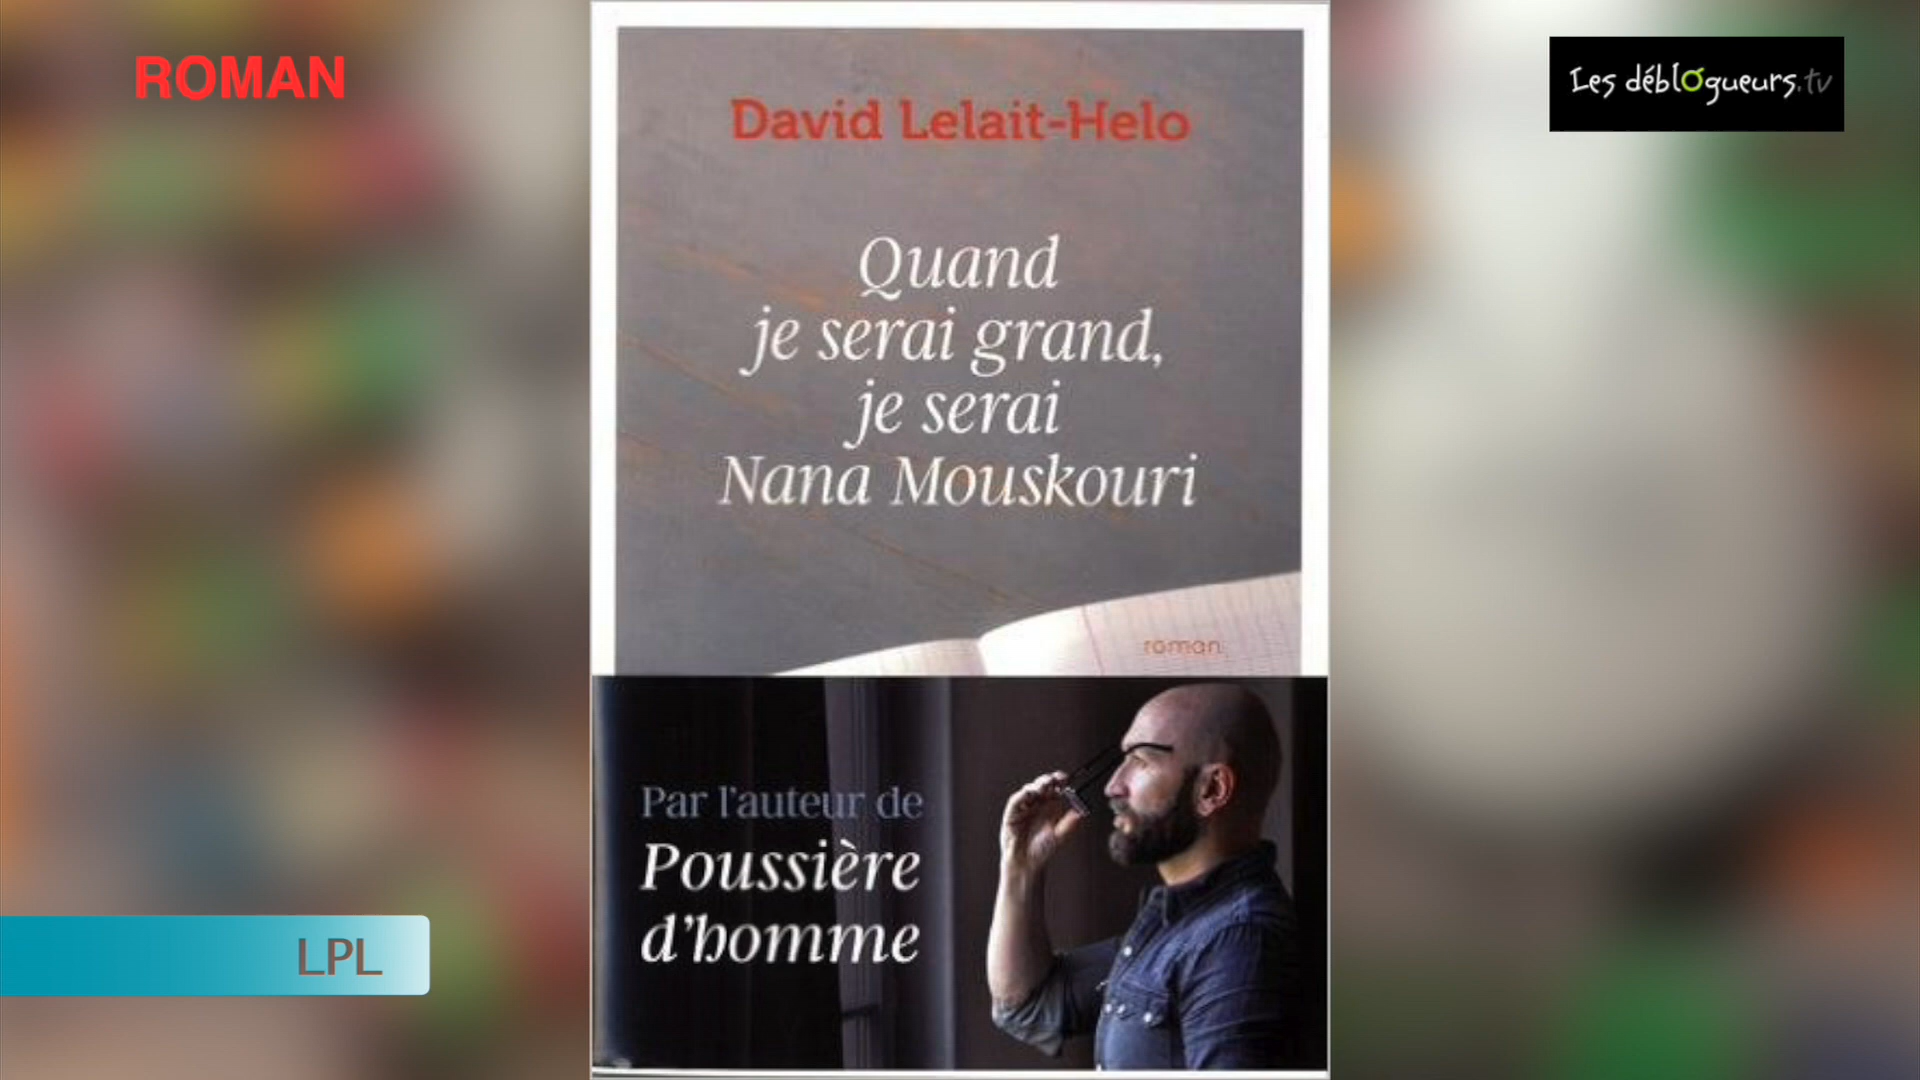 ROMAN
Les déblogueurs.tv
David Lelait-Helo
Quand
je serai grand,
je serai
Nana Mouskouri
roman
Par l'auteur de
Poussière
d'homme
LPL